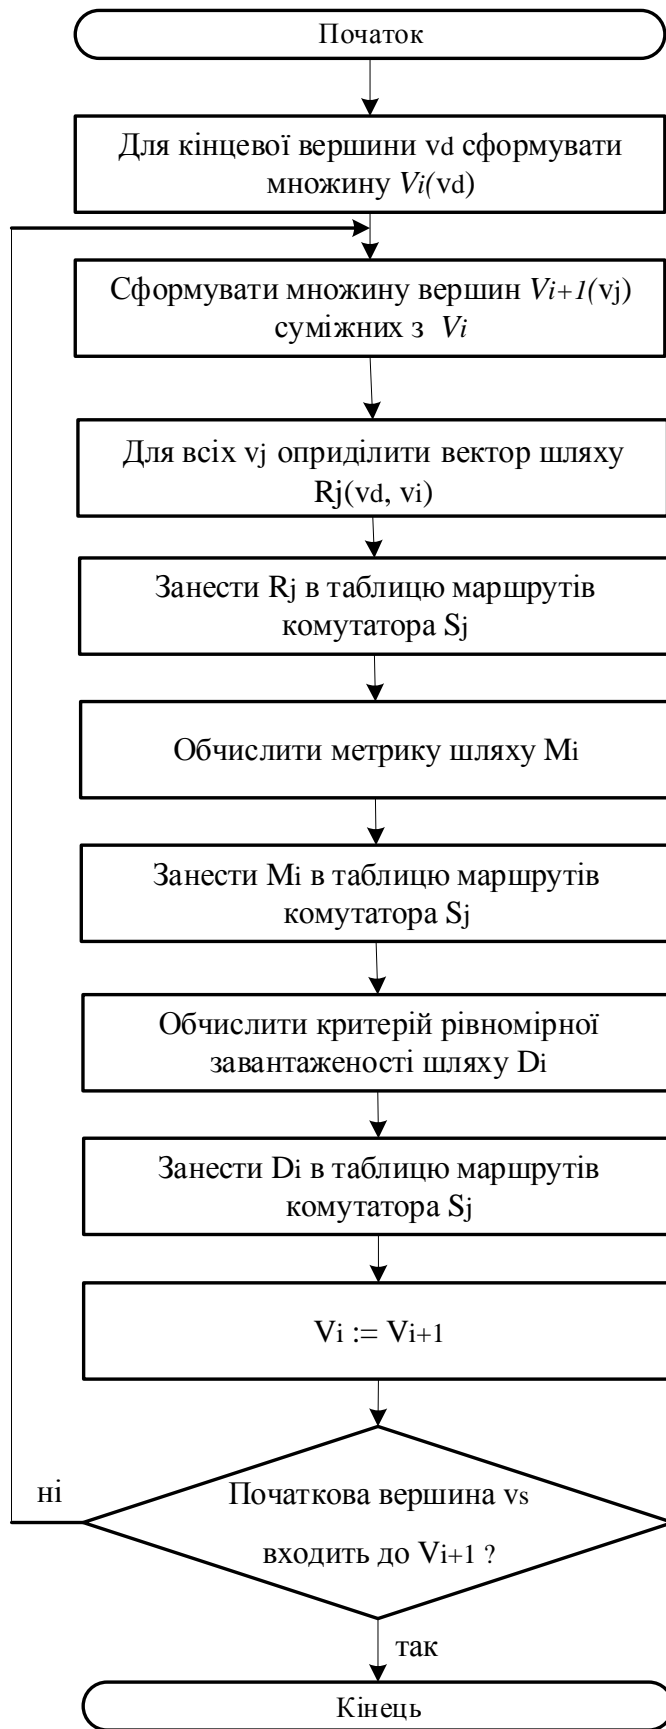 Початок
Для кінцевої вершини vd сформувати
множину Vi(vd)
Сформувати множину вершин Vi+1(vj)
суміжних з Vi
Для всіх vj оприділити вектор шляху
Rj(vd, vi)
Занести Rj в таблицю маршрутів
комутатора Sj
Обчислити метрику шляху Mi
Занести Mi в таблицю маршрутів
комутатора Sj
Обчислити критерій рівномірної
завантаженості шляху Di
Занести Di в таблицю маршрутів
комутатора Sj
Vi := Vi+1
ні
Початкова вершина vs
входить до Vi+1 ?
так
Кінець